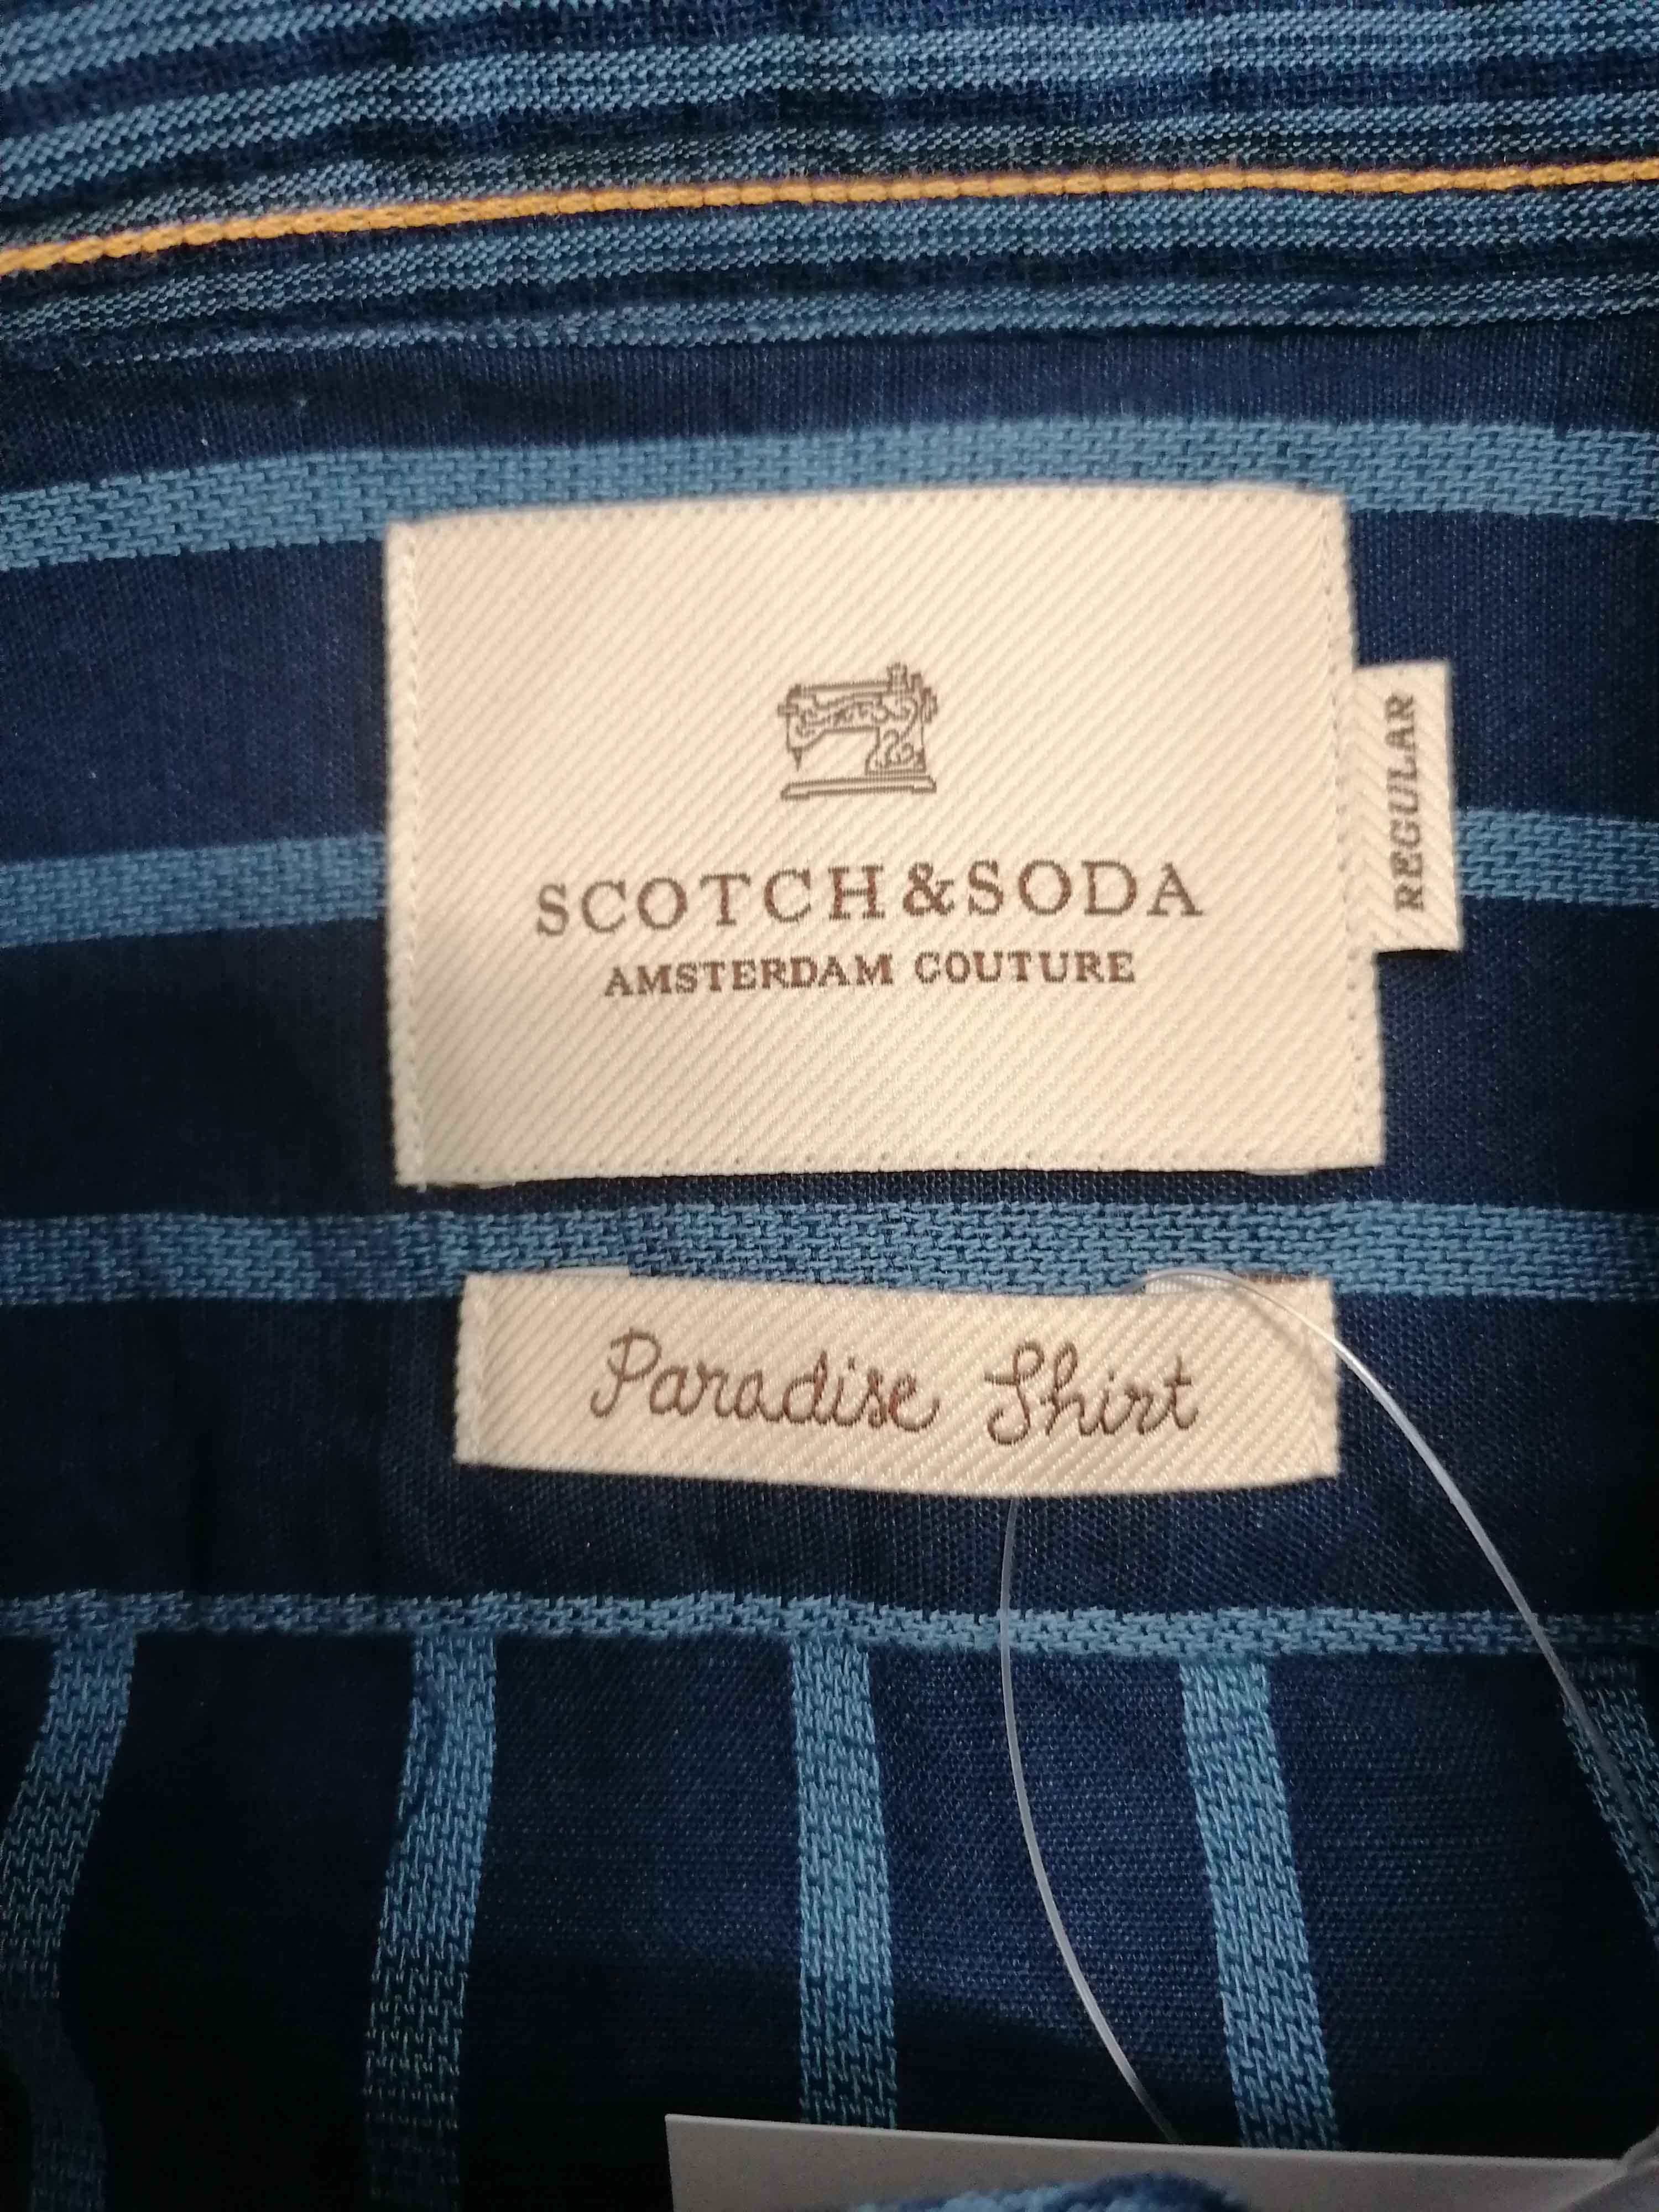 SCOTCH & SODA
AMSTERDAM COUTURE
REGULAR
Paradise Shirt